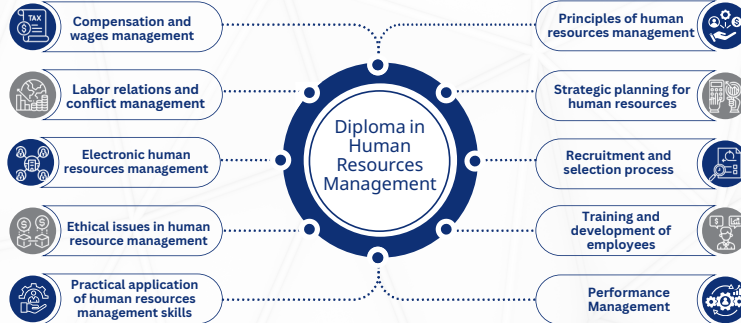 Compensation and
wages management
Labor relations and
conflict management
Electronic human
resources management
Ethical issues in human
resource management
Practical application
of human resources
management skills
Diploma in
Human
Resources
Management
Principles of human
resources management
Strategic planning for
human resources
Recruitment and
selection process
Training and
development of
employees
Performance
Management
TAX